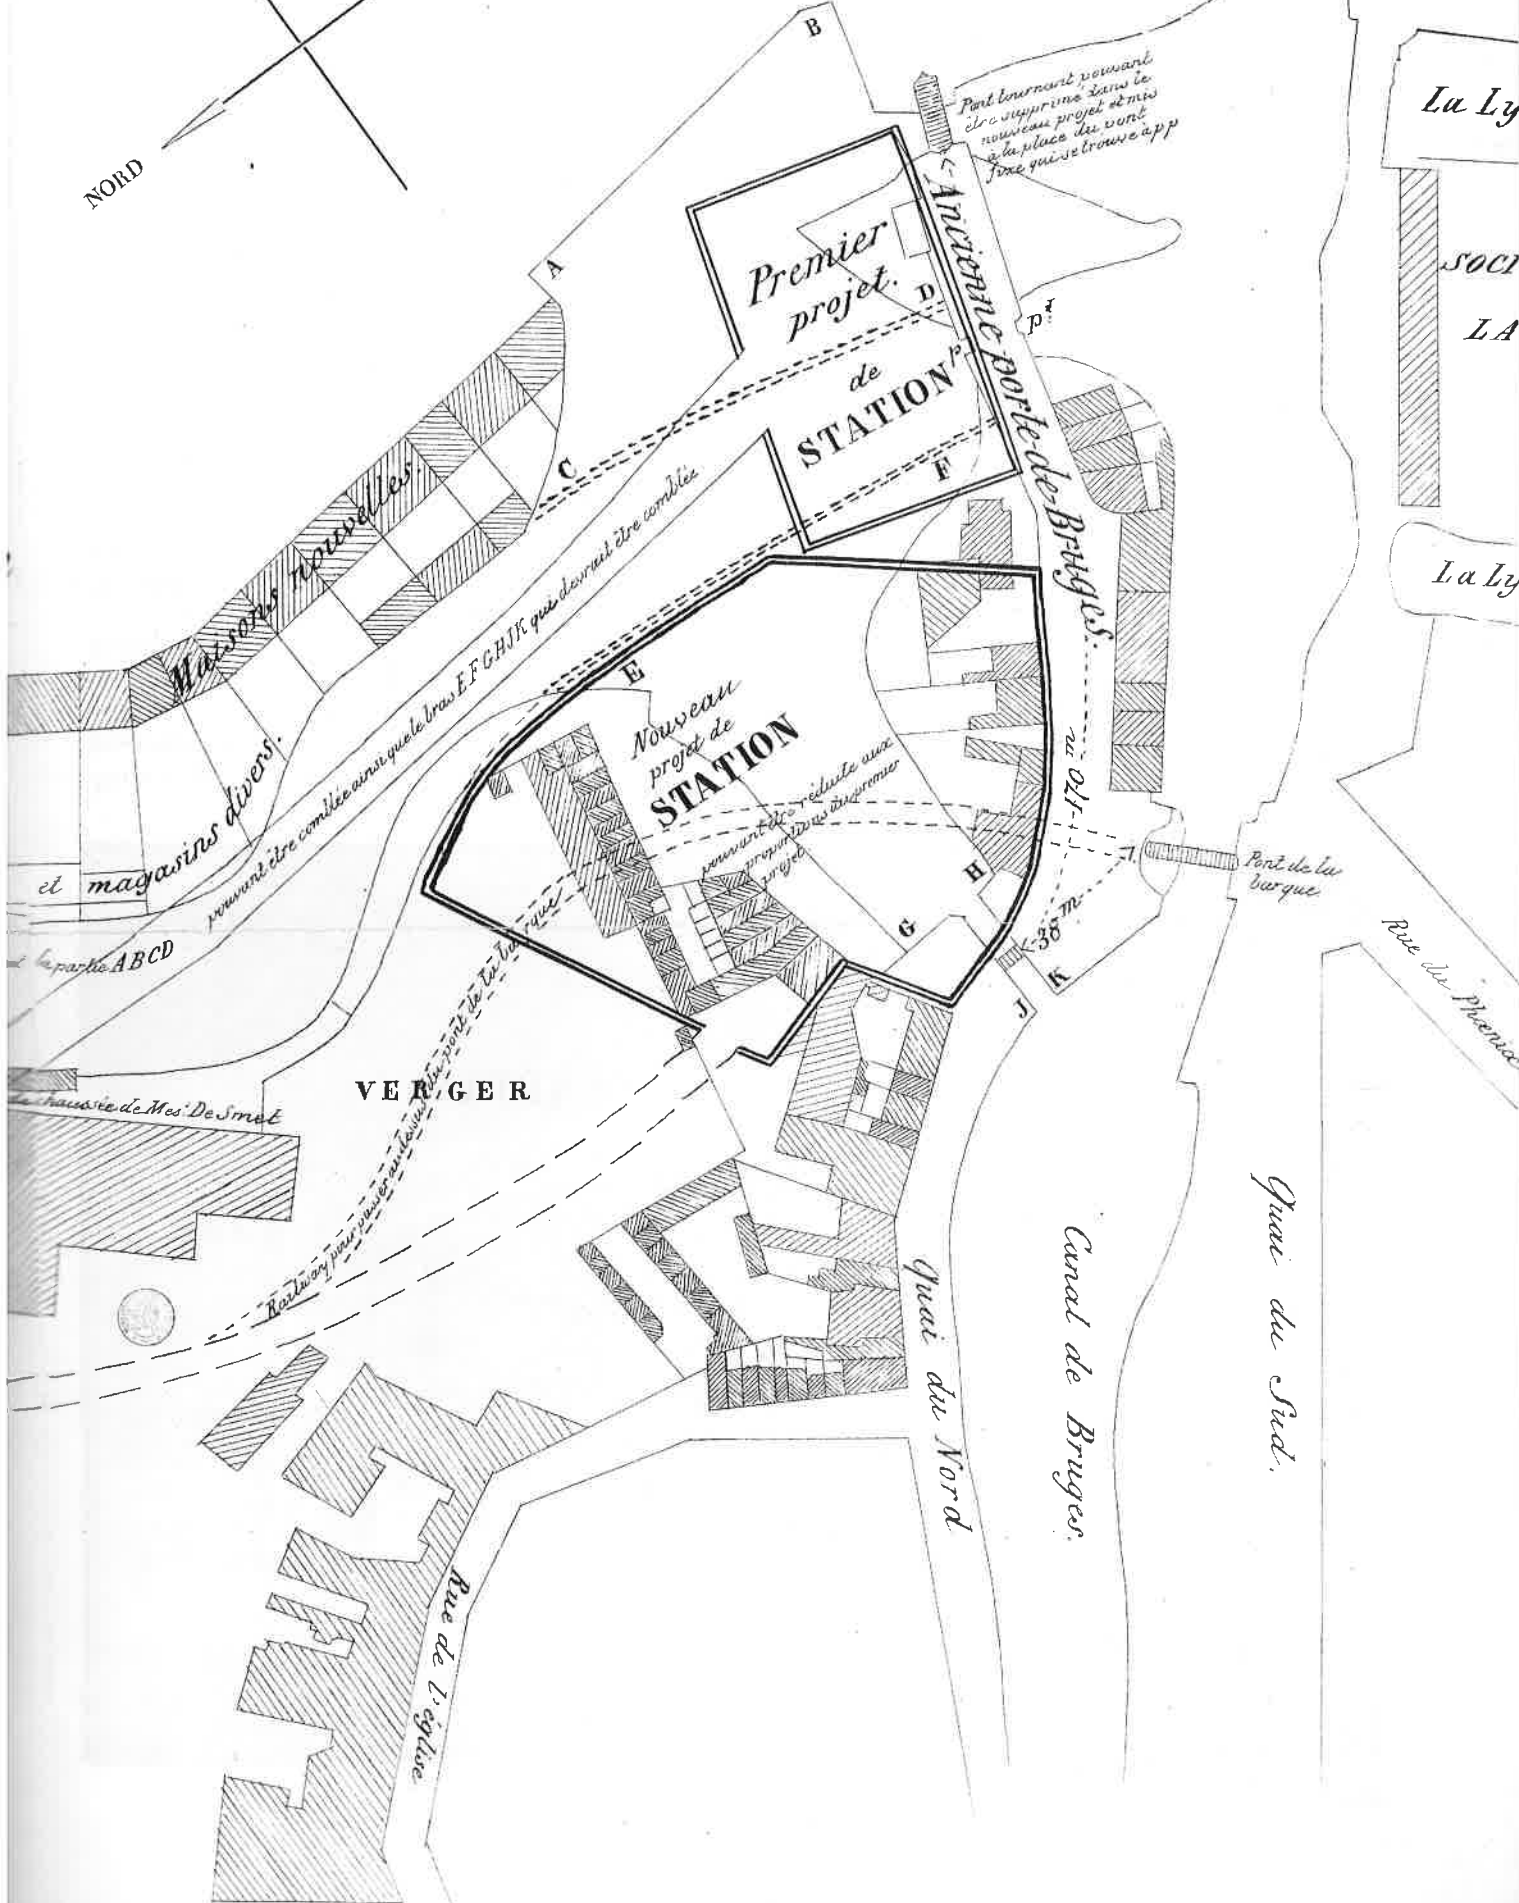 NORD
B
Pont tournant pouvant
être supprimé dans le
nouveau projet et mis
à la place du pont
fixe qui se trouve à pp
La Ly
A
Premier
projet.
de
STATION
D
p
p!
Ancienne porte-de-Bruges.
SOCI
LA
C
F
La Ly
Maisons nouvelles.
et magasins divers.
la partie ABCD
pouvant être comblée ainsi que le bras E F G H J K qui devrait être comblée
E
Nouveau
projet de
STATION
pouvant être réduite aux
proportions du premier
projet
170 m
H
G
38 m
J
K
Pont de la
barque
Rue du Phœnix
Railway pour passer au dessus du pont de la barque
VERGER
chaussée de Mes! De Smet
Quai du Nord
Canal de Bruges.
Quai du Sud.
Rue de l'église